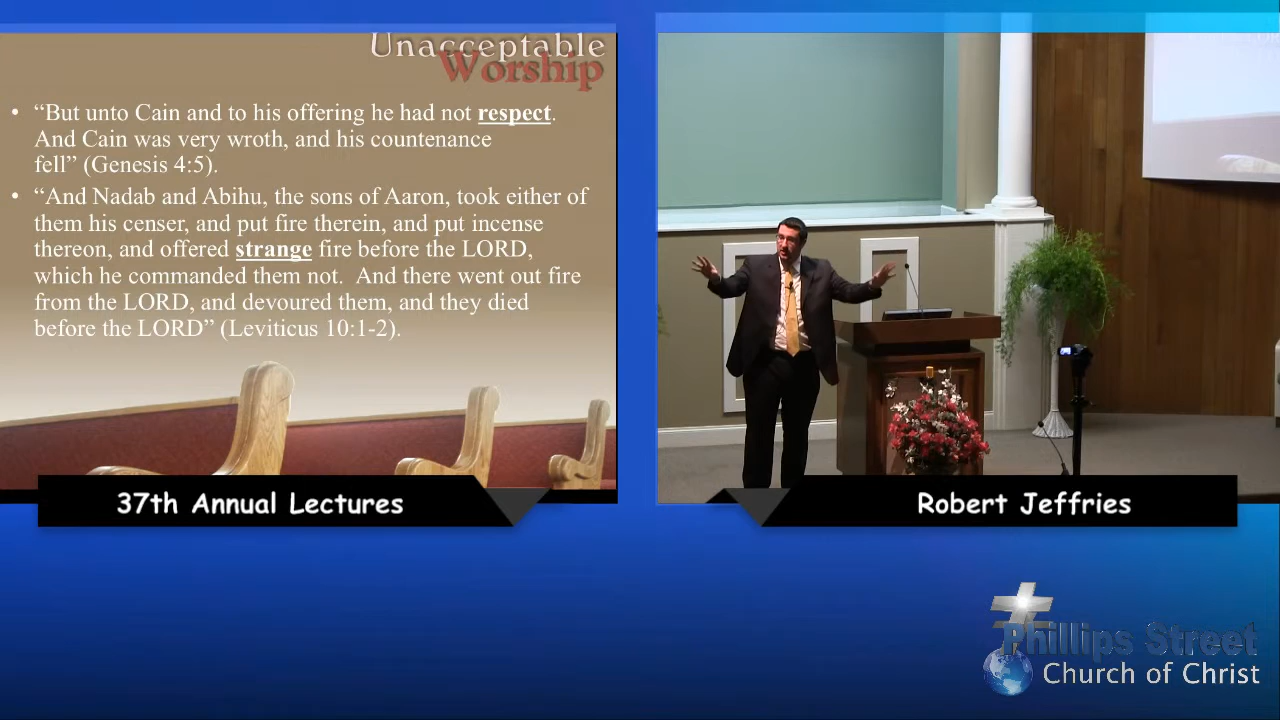 Unacceptable
Worship
• “But unto Cain and to his offering he had not respect.
And Cain was very wroth, and his countenance
fell” (Genesis 4:5).
• “And Nadab and Abihu, the sons of Aaron, took either of
them his censer, and put fire therein, and put incense
thereon, and offered strange fire before the LORD,
which he commanded them not.  And there went out fire
from the LORD, and devoured them, and they died
before the LORD” (Leviticus 10:1-2).
37th Annual Lectures
Robert Jeffries
Phillips Street
Church of Christ